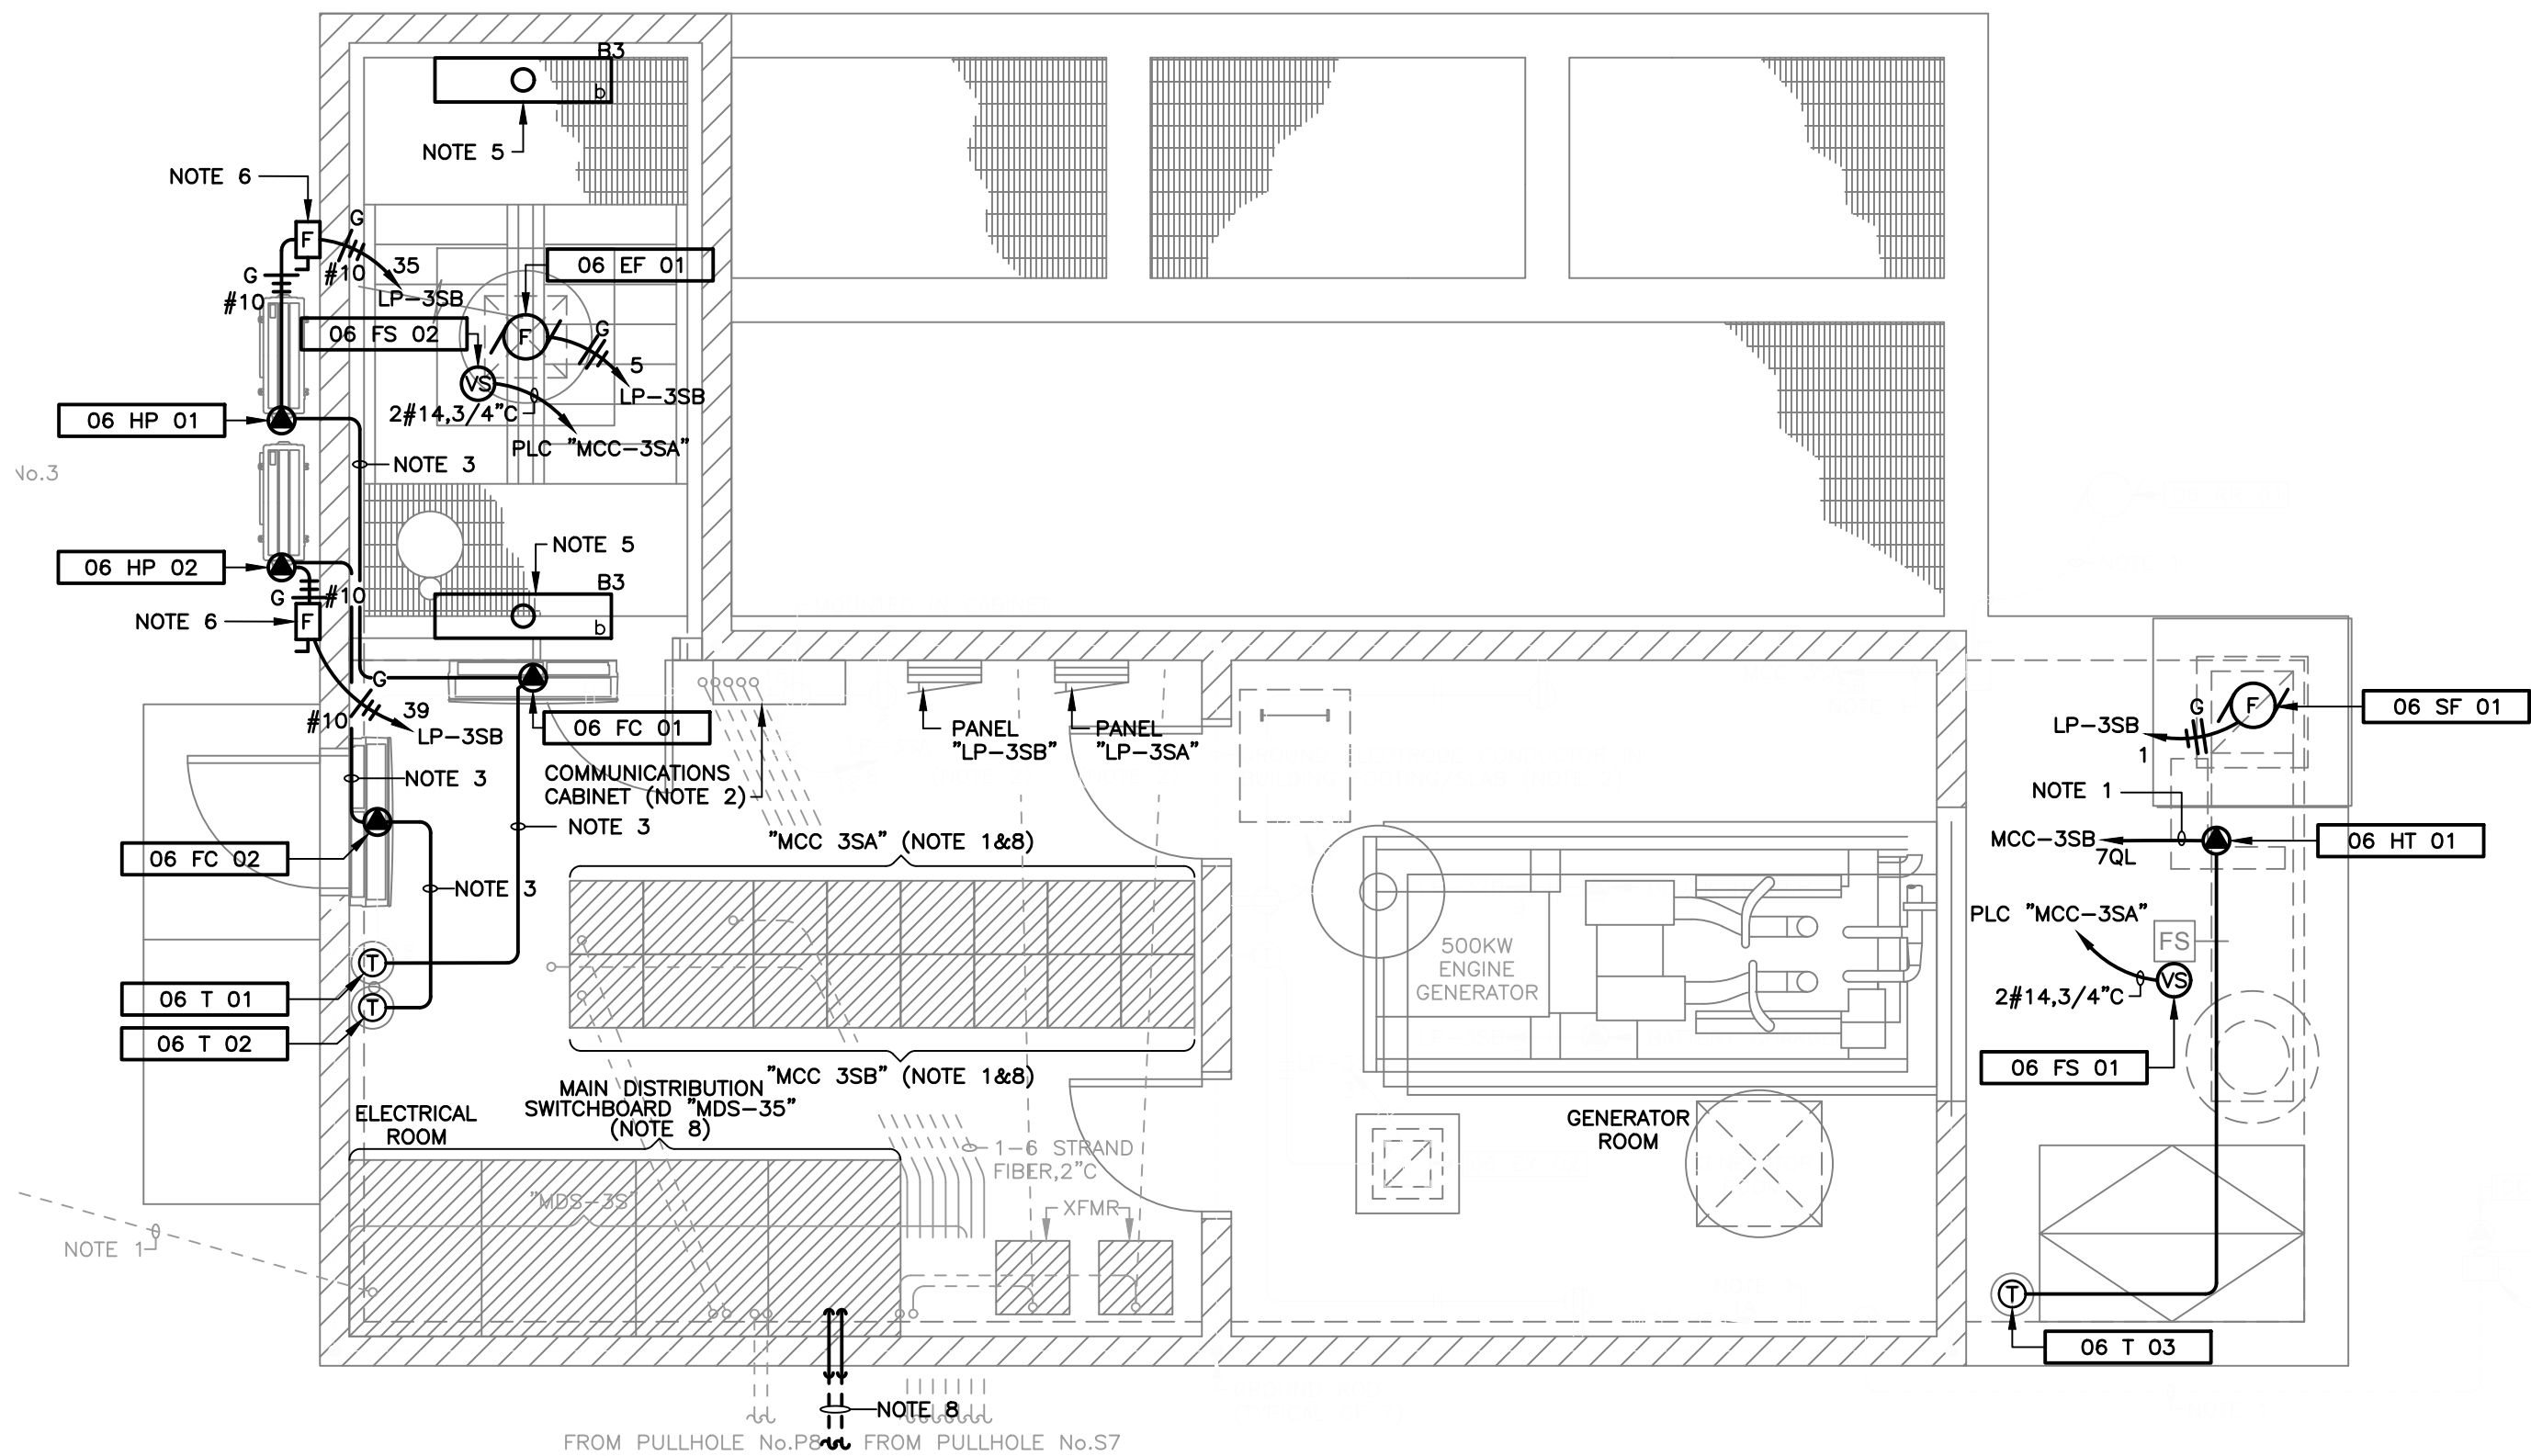 B3
b
NOTE 5
NOTE 6
F
G
#10
35
LP-3SB
G
#10
06 EF 01
06 FS 02
F
G
5
LP-3SB
VS
2#14,3/4"C
PLC "MCC-3SA"
06 HP 01
NOTE 3
No.3
06 HP 02
NOTE 5
B3
b
G
#10
NOTE 6
F
G
#10
39
LP-3SB
06 FC 01
NOTE 3
COMMUNICATIONS
CABINET (NOTE 2)
NOTE 3
PANEL
"LP-3SB"
PANEL
"LP-3SA"
06 FC 02
NOTE 3
"MCC 3SA" (NOTE 1&8)
T
06 T 01
T
06 T 02
"MCC 3SB" (NOTE 1&8)
MAIN DISTRIBUTION
SWITCHBOARD "MDS-35"
(NOTE 8)
ELECTRICAL
ROOM
1-6 STRAND
FIBER,2"C
"MDS-3S"
XFMR
NOTE 1
NOTE 8
FROM PULLHOLE No.P8
FROM PULLHOLE No.S7
500KW
ENGINE
GENERATOR
GENERATOR
ROOM
F
G
06 SF 01
LP-3SB
1
NOTE 1
MCC-3SB
7QL
06 HT 01
PLC "MCC-3SA"
FS
VS
2#14,3/4"C
06 FS 01
T
06 T 03